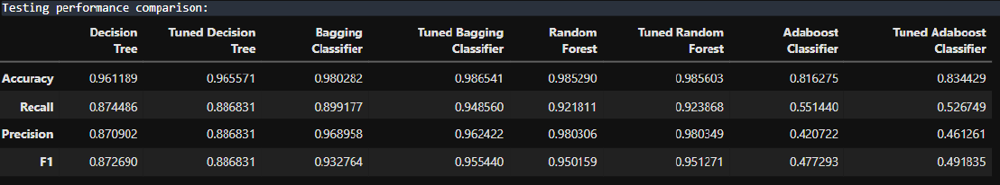 Testing performance comparison:
Decision Tuned Decision Bagging Tuned Bagging Random Tuned Random Adaboost Tuned Adaboost
Tree Tree Classifier Classifier Forest Forest Classifier Classifier
Accuracy 0.961189 0.965571 0.980282 0.986541 0.985290 0.985603 0.816275 0.834429
Recall 0.874486 0.886831 0.899177 0.948560 0.921811 0.923868 0.551440 0.526749
Precision 0.870902 0.886831 0.968958 0.962422 0.980306 0.980349 0.420722 0.461261
F1 0.872690 0.886831 0.932764 0.955440 0.950159 0.951271 0.477293 0.491835